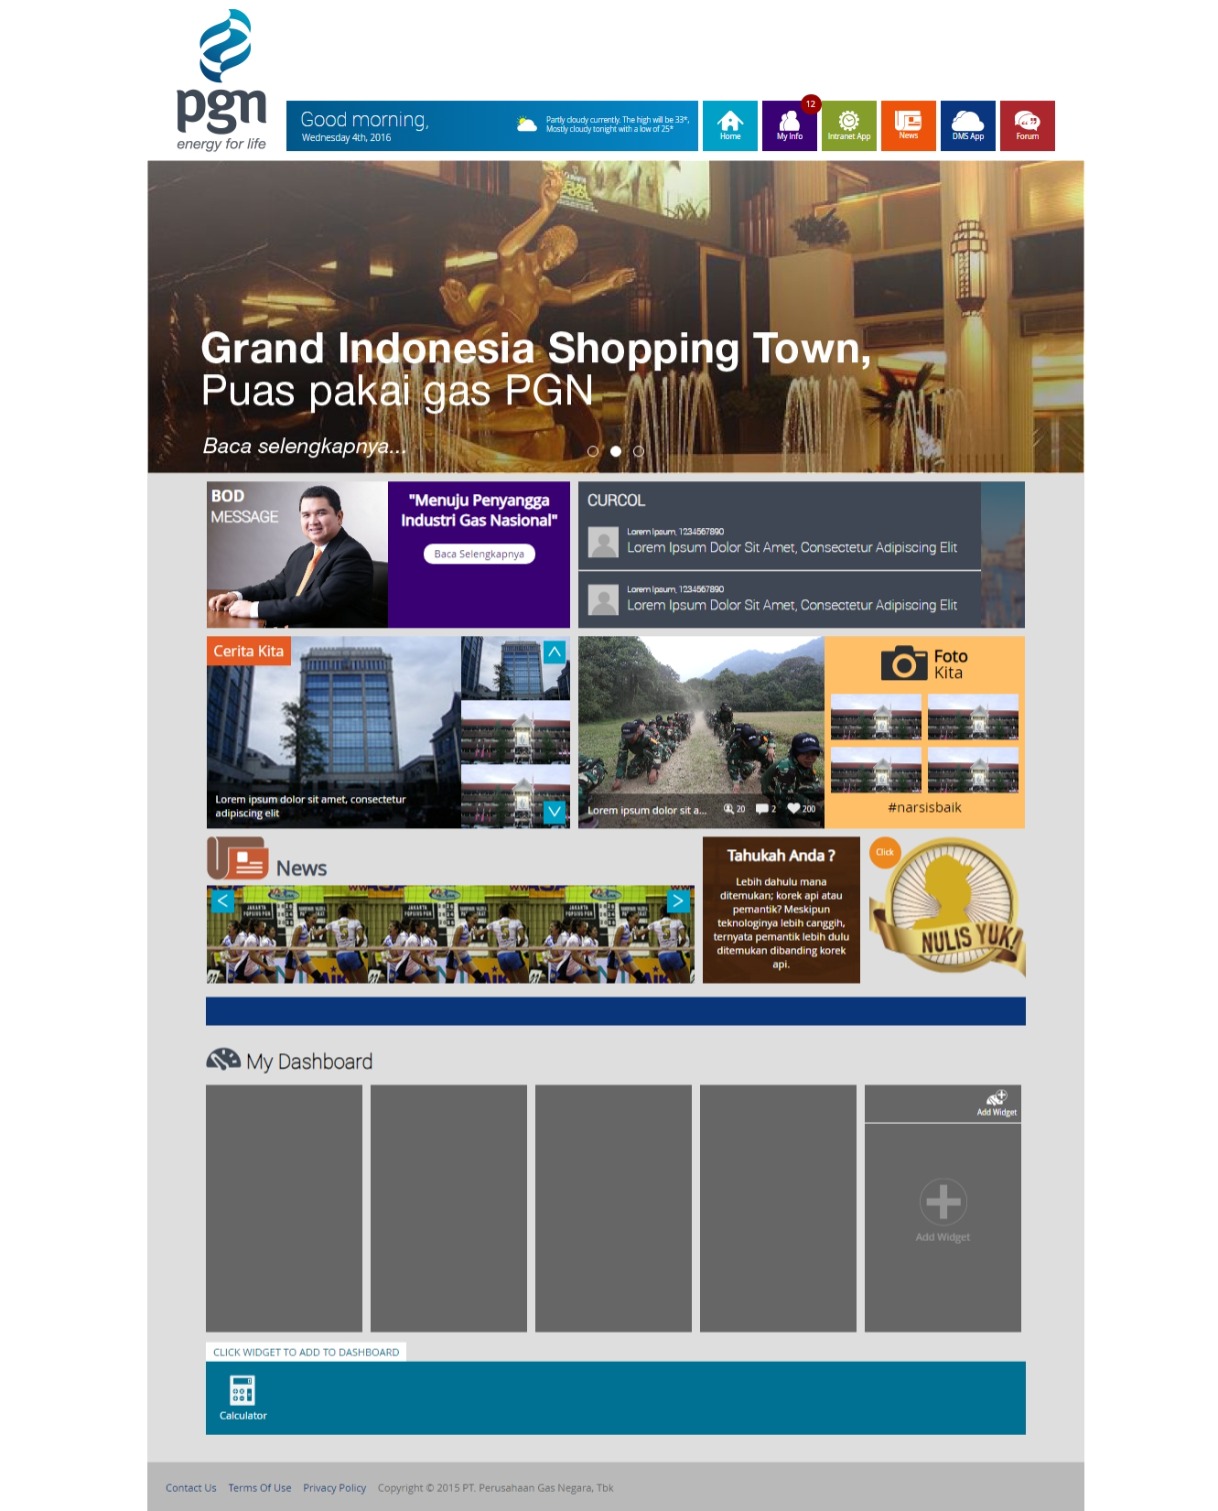 pgn
energy for life
Good morning,
Wednesday 4th, 2016
Partly cloudy currently. The high will be 33*,
Mostly cloudy tonight with a low of 25*
Home
12
My Info
Intranet App
News
DMS App
Forum
Grand Indonesia Shopping Town,
Puas pakai gas PGN
Baca selengkapnya...
BOD
MESSAGE
"Menuju Penyangga
Industri Gas Nasional"
Baca Selengkapnya
CURCOL
Lorem Ipsum, 1234567890
Lorem Ipsum Dolor Sit Amet, Consectetur Adipiscing Elit
Lorem Ipsum, 1234567890
Lorem Ipsum Dolor Sit Amet, Consectetur Adipiscing Elit
Cerita Kita
Lorem ipsum dolor sit amet, consectetur
adipiscing elit
Lorem ipsum dolor sit a...
20
2
200
Foto
Kita
#narsisbaik
News
Tahukah Anda ?
Lebih dahulu mana
ditemukan; korek api atau
pemantik? Meskipun
teknologinya lebih canggih,
ternyata pemantik lebih dulu
ditemukan dibanding korek
api.
Click
NULIS YUK!
My Dashboard
Add Widget
Add Widget
CLICK WIDGET TO ADD TO DASHBOARD
Calculator
Contact Us Terms Of Use Privacy Policy Copyright © 2015 PT. Perusahaan Gas Negara, Tbk